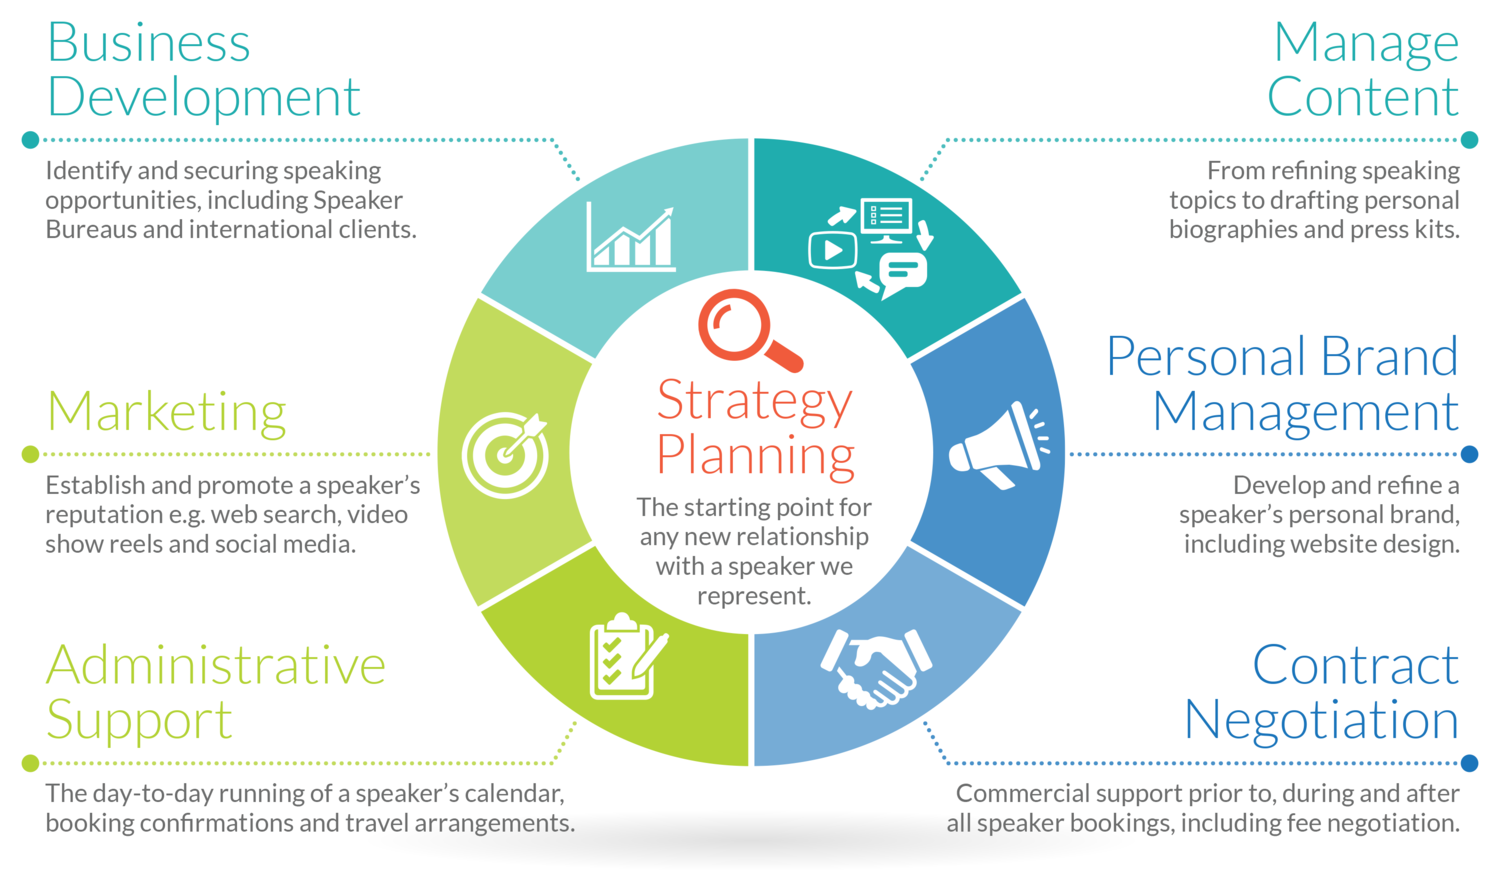 Business
Development
Identify and securing speaking
opportunities, including Speaker
Bureaus and international clients.
Marketing
Establish and promote a speaker’s
reputation e.g. web search, video
show reels and social media.
Administrative
Support
The day-to-day running of a speaker’s calendar,
booking confirmations and travel arrangements.
Strategy
Planning
The starting point for
any new relationship
with a speaker we
represent.
Manage
Content
From refining speaking
topics to drafting personal
biographies and press kits.
Personal Brand
Management
Develop and refine a
speaker’s personal brand,
including website design.
Contract
Negotiation
Commercial support prior to, during and after
all speaker bookings, including fee negotiation.